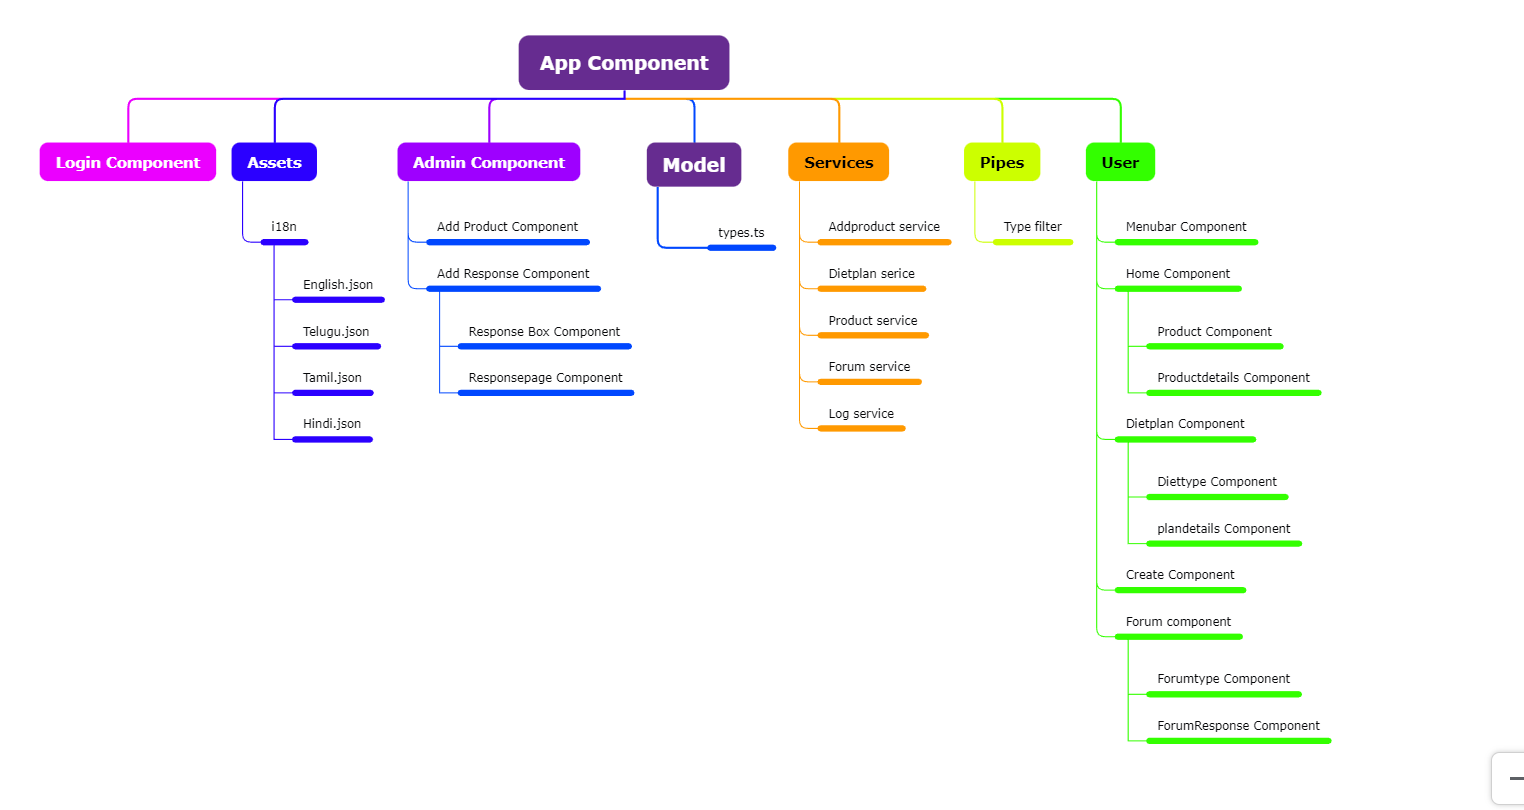 App Component
Login Component
Assets
i18n
English.json
Telugu.json
Tamil.json
Hindi.json
Admin Component
Add Product Component
Add Response Component
Response Box Component
Responsepage Component
Model
types.ts
Services
Addproduct service
Dietplan serice
Product service
Forum service
Log service
Pipes
Type filter
User
Menubar Component
Home Component
Product Component
Productdetails Component
Dietplan Component
Diettype Component
plandetails Component
Create Component
Forum component
Forumtype Component
ForumResponse Component